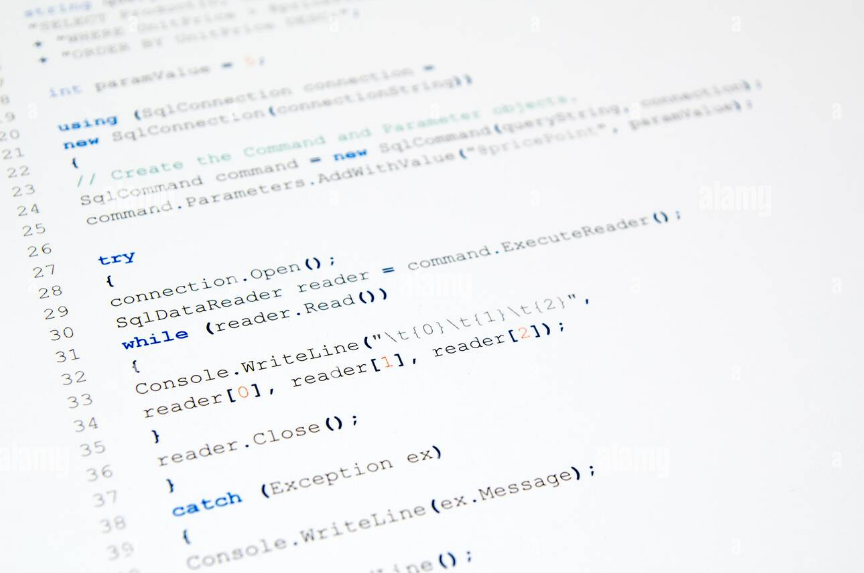 string
"SELECT ProductID,
+ "WHERE UnitPrice > @pricePoint
+ "ORDER BY UnitPrice DESC;";
18
int paramValue = 5;
19
20 using (SqlConnection connection =
21 new SqlConnection(connectionString))
22 {
23 // Create the Command and Parameter objects.
24 SqlCommand command = new SqlCommand(queryString, connection);
25 command.Parameters.AddWithValue("@pricePoint", paramValue);
26
27 try
28 {
29 connection.Open();
30 SqlDataReader reader = command.ExecuteReader();
31 while (reader.Read())
32 {
33 Console.WriteLine("\t{0}\t{1}\t{2}",
34 reader[0], reader[1], reader[2]);
35 }
36 reader.Close();
37 }
38 catch (Exception ex)
39 {
Console.WriteLine(ex.Message);
Line();
alamy
alamy
alamy
alamy